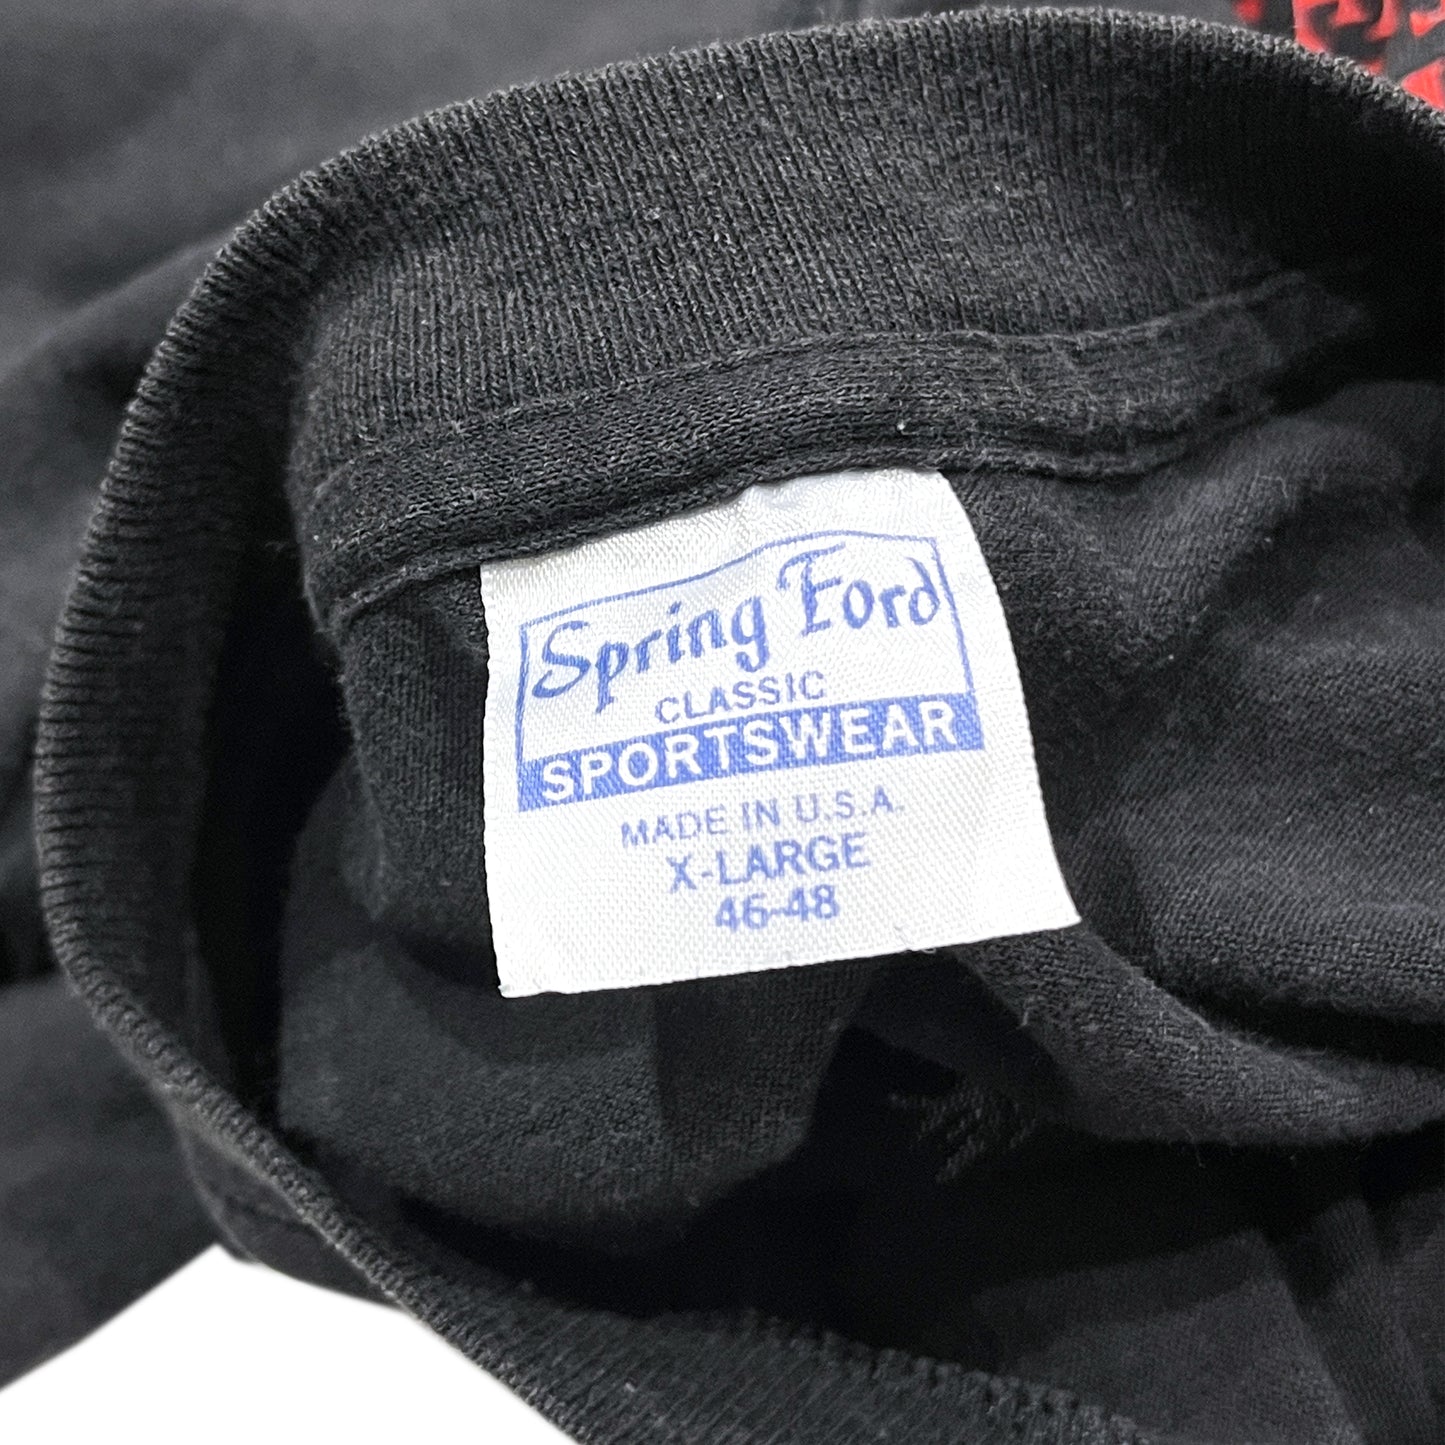 Spring Ford
CLASSIC
SPORTSWEAR
MADE IN U.S.A.
X-LARGE
46-48